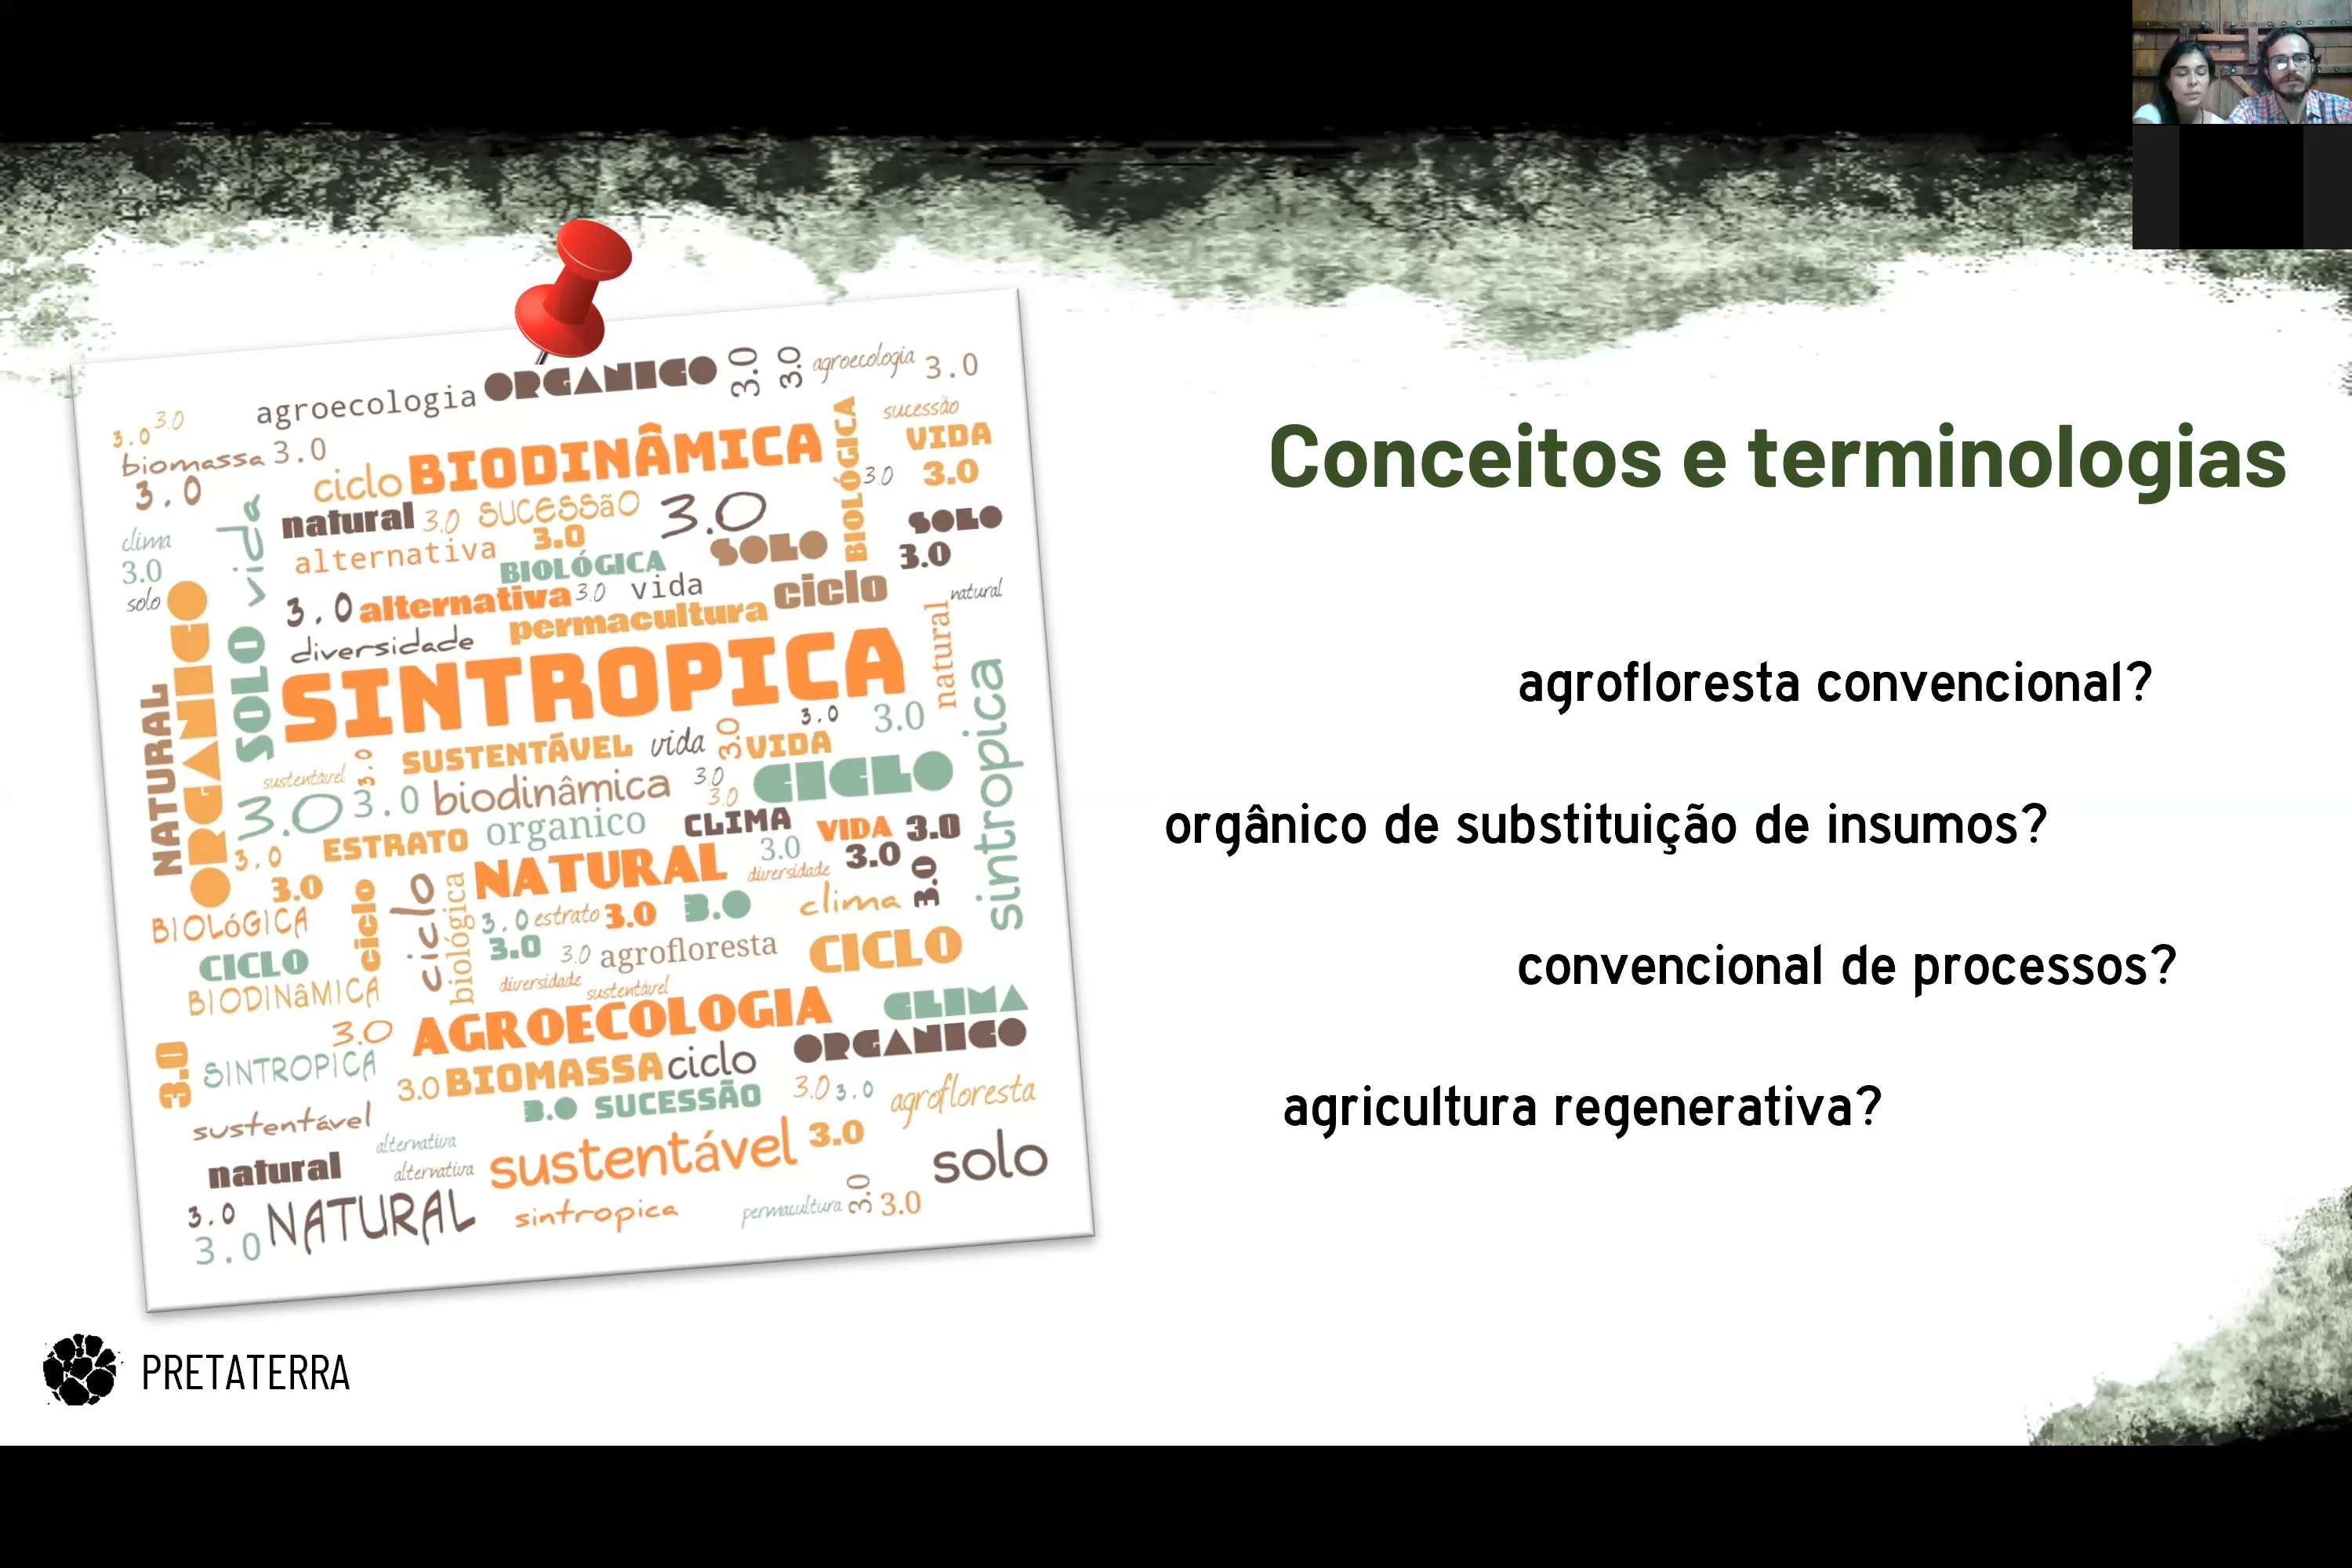 agroecologia ORGANICO 3.0 3.0 agroecologia 3.0
3.0 3.0
biomassa 3.0
3.0
ciclo BIODINÂMICA BIOLÓGICA
sucessão
VIDA
3.0 3.0
natural 3.0 SUCESSÃO 3.0
SOLO
alternativa 3.0 SOLO
3.0
BIOLÓGICA
clima
3.0
solo
vida
3.0 alternativa 3.0 vida ciclo natural
permacultura
diversidade
SINTROPICA natural
NATURAL ORGANICO SOLO
3.0 3.0
SUSTENTÁVEL vida 3.0 VIDA
sustentável 3.0
3.0 3.0 biodinâmica 3.0 3.0 CICLO sintropica
ESTRATO organico CLIMA VIDA 3.0
3.0
3.0 NATURAL 3.0 3.0
diversidade 3.0
BIOLÓGICA ciclo ciclo biológica
3.0 estrato 3.0 3.0 clima
CICLO
3.0 3.0 agrofloresta CICLO
BIODINÂMICA
diversidade sustentável
3.0 AGROECOLOGIA CLIMA
3.0 SINTROPICA
ORGANICO
3.0 BIOMASSA ciclo
3.0 SUCESSÃO 3.0 3.0 agrofloresta
sustentável
alternativa
natural alternativa sustentável 3.0 solo
3.0 NATURAL sintropica permacultura 3.0 3.0
3.0
Conceitos e terminologias
agrofloresta convencional?
orgânico de substituição de insumos?
convencional de processos?
agricultura regenerativa?
PRETATERRA